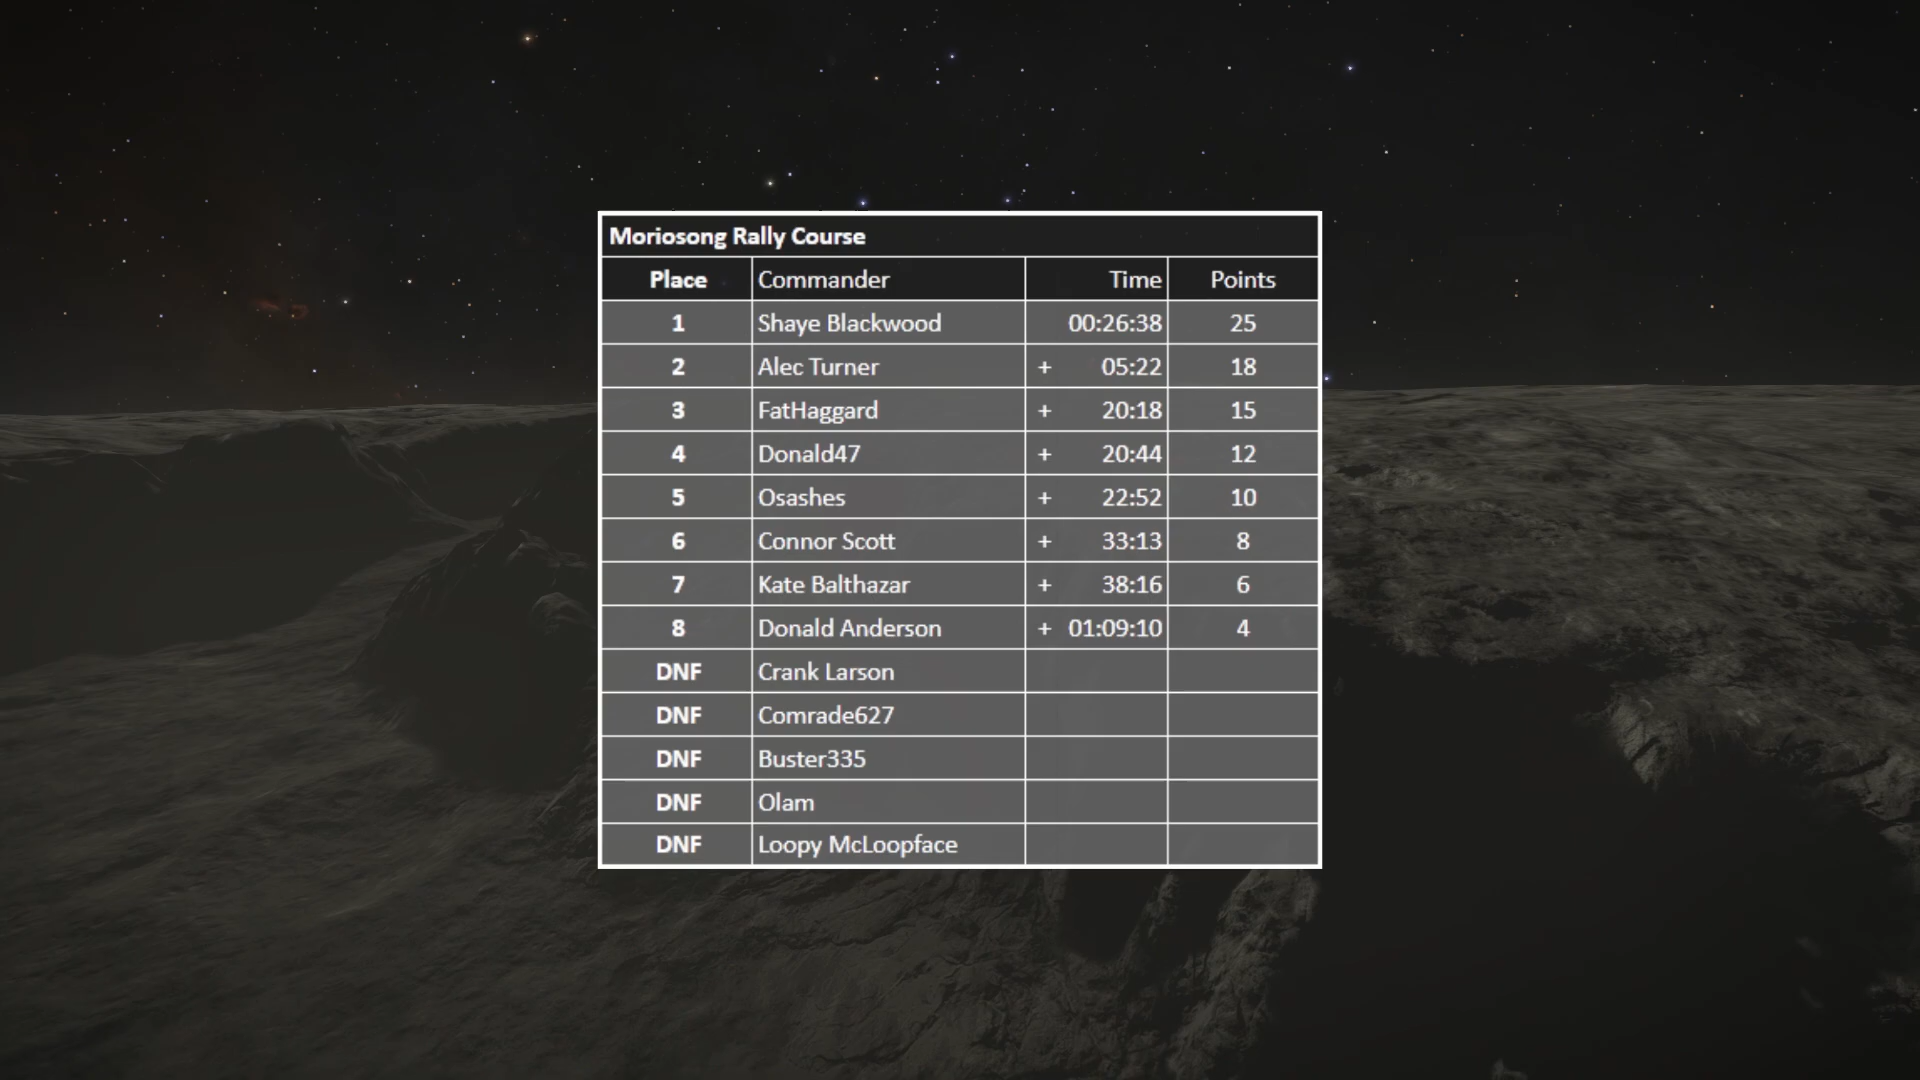 Moriosong Rally Course
Place Commander Time Points
1 Shaye Blackwood 00:26:38 25
2 Alec Turner + 05:22 18
3 FatHaggard + 20:18 15
4 Donald47 + 20:44 12
5 Osashes + 22:52 10
6 Connor Scott + 33:13 8
7 Kate Balthazar + 38:16 6
8 Donald Anderson + 01:09:10 4
DNF Crank Larson
DNF Comrade627
DNF Buster335
DNF Olam
DNF Loopy McLoopface